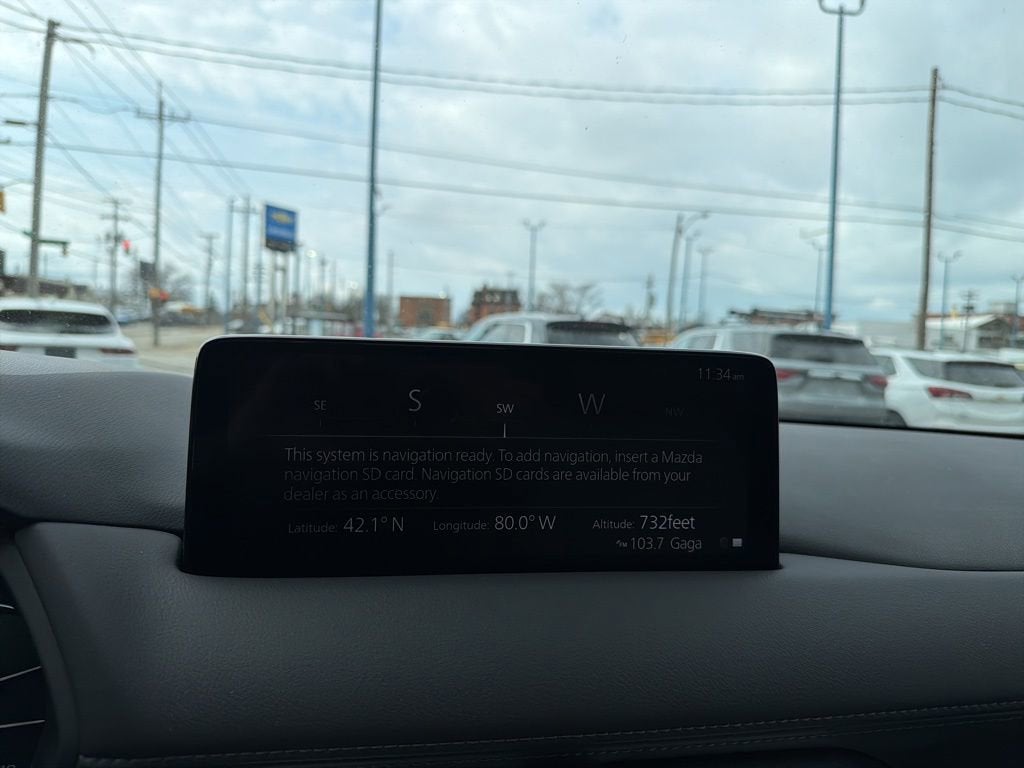 11:34am
SE S SW W NW
This system is navigation ready. To add navigation, insert a Mazda
navigation SD card. Navigation SD cards are available from your
dealer as an accessory.
Latitude: 42.1° N Longitude: 80.0° W Altitude: 732feet
FM 103.7 Gaga